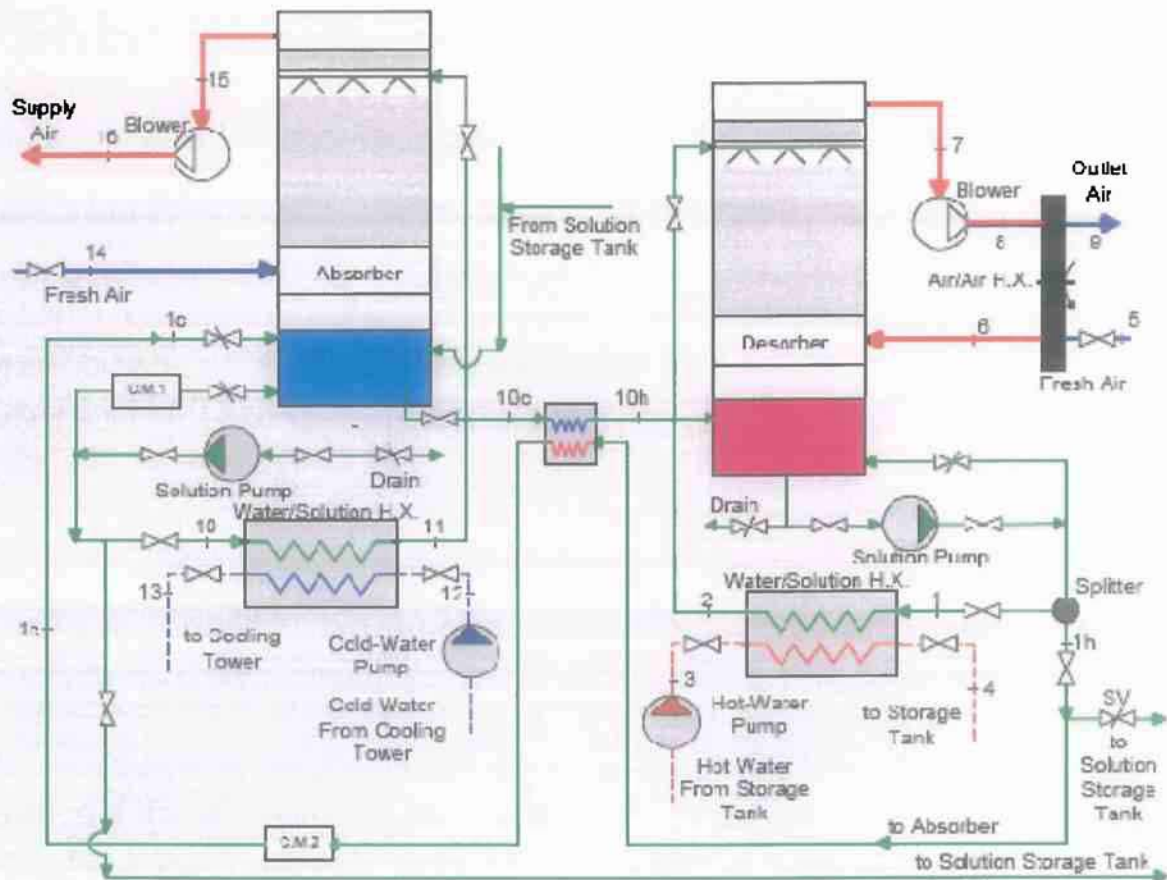 Supply
Air
16
Blower
15
14
Fresh Air
Absorber
From Solution
Storage Tank
7
Blower
Outlet
Air
8
9
Air/Air H.X.
6
5
Fresh Air
Desorber
1c
C.M.1
10c
10h
Solution Pump
Drain
Water/Solution H.X.
10
11
13
12
to Cooling
Tower
Cold-Water
Pump
Cold Water
From Cooling
Tower
Drain
Solution Pump
Water/Solution H.X.
2
1
Splitter
1h
3
4
Hot-Water
Pump
to Storage
Tank
Hot Water
From Storage
Tank
SV
to
Solution
Storage
Tank
C.M.2
to Absorber
to Solution Storage Tank